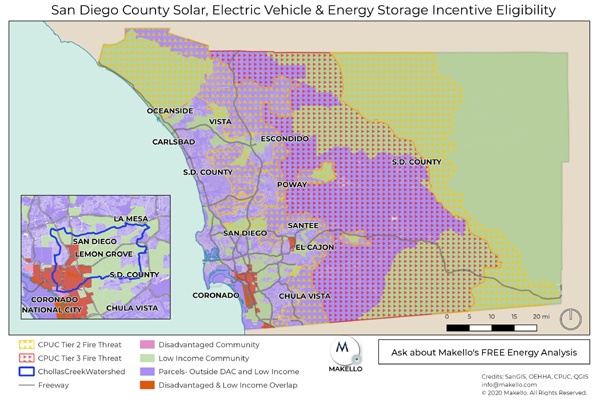 San Diego County Solar, Electric Vehicle & Energy Storage Incentive Eligibility
OCEANSIDE
VISTA
CARLSBAD
ESCONDIDO
S.D. COUNTY
S.D. COUNTY
POWAY
SANTEE
SAN DIEGO
EL CAJON
CORONADO
CHULA VISTA
LA MESA
SAN DIEGO
LEMON GROVE
S.D. COUNTY
CORONADO
NATIONAL CITY
CHULA VISTA
0 5 10 15 20 mi
CPUC Tier 2 Fire Threat
CPUC Tier 3 Fire Threat
ChollasCreekWatershed
Freeway
Disadvantaged Community
Low Income Community
Parcels- Outside DAC and Low Income
Disadvantaged & Low Income Overlap
M
MAKELLO
Ask about Makello's FREE Energy Analysis
Credits: SanGIS, OEHHA, CPUC, QGIS
info@makello.com
© 2020 Makello. All Rights Reserved.